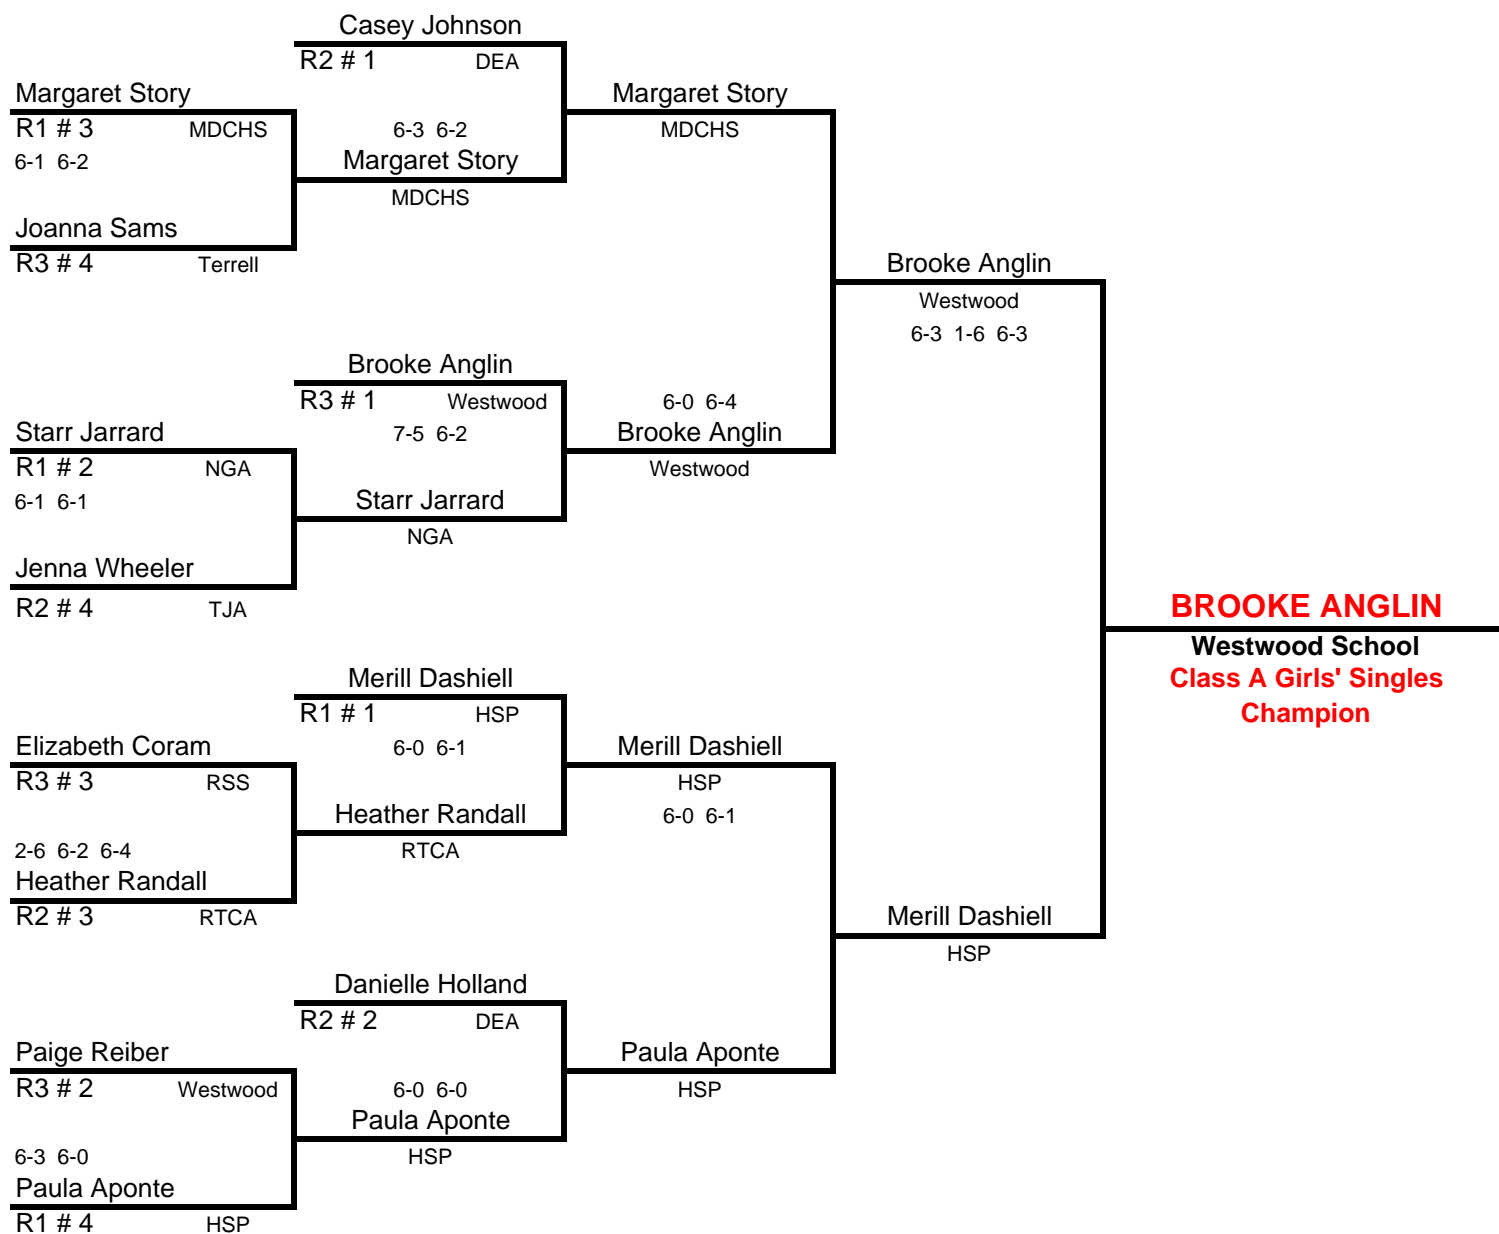 Casey Johnson
R2 # 1 DEA
Margaret Story
R1 # 3 MDCHS
6-1 6-2
6-3 6-2
Margaret Story
MDCHS
Margaret Story
MDCHS
Joanna Sams
R3 # 4 Terrell
Brooke Anglin
Westwood
6-3 1-6 6-3
Brooke Anglin
R3 # 1 Westwood
7-5 6-2
6-0 6-4
Brooke Anglin
Westwood
Starr Jarrard
R1 # 2 NGA
6-1 6-1
Starr Jarrard
NGA
Jenna Wheeler
R2 # 4 TJA
BROOKE ANGLIN
Westwood School
Class A Girls' Singles
Champion
Merill Dashiell
R1 # 1 HSP
6-0 6-1
Merill Dashiell
HSP
6-0 6-1
Elizabeth Coram
R3 # 3 RSS
Heather Randall
RTCA
2-6 6-2 6-4
Heather Randall
R2 # 3 RTCA
Merill Dashiell
HSP
Danielle Holland
R2 # 2 DEA
Paige Reiber
R3 # 2 Westwood
6-0 6-0
Paula Aponte
HSP
Paula Aponte
HSP
6-3 6-0
Paula Aponte
R1 # 4 HSP